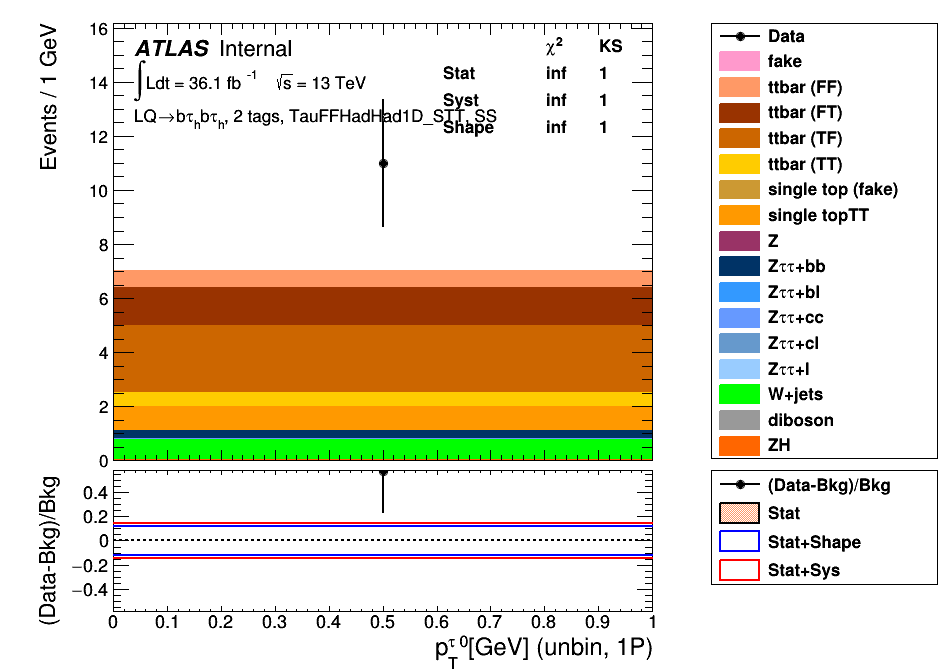 Events / 1 GeV
16
14
12
10
8
6
4
2
0
ATLAS Internal
∫Ldt = 36.1 fb⁻¹ √s = 13 TeV
LQ→bτₕbτₕ, 2 tags, TauFFHadHad1D_STT, SS
χ² KS
Stat inf 1
Syst inf 1
Shape inf 1
Data
fake
ttbar (FF)
ttbar (FT)
ttbar (TF)
ttbar (TT)
single top (fake)
single topTT
Z
Zττ+bb
Zττ+bl
Zττ+cc
Zττ+cl
Zττ+l
W+jets
diboson
ZH
(Data-Bkg)/Bkg
0.4
0.2
0
−0.2
−0.4
0 0.1 0.2 0.3 0.4 0.5 0.6 0.7 0.8 0.9 1
p_T^τ 0[GeV] (unbin, 1P)
(Data-Bkg)/Bkg
Stat
Stat+Shape
Stat+Sys